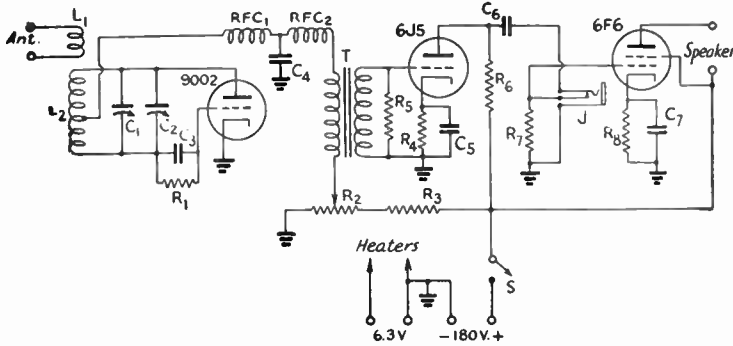 L1
Ant.
RFC1 RFC2
C4
9002
L2
C1
C2
C3
R1
T
6J5
R5
R4
C5
C6
R6
6F6
Speaker
R7
J
R8
C7
R2
R3
Heaters
S
6.3V
-180V.+